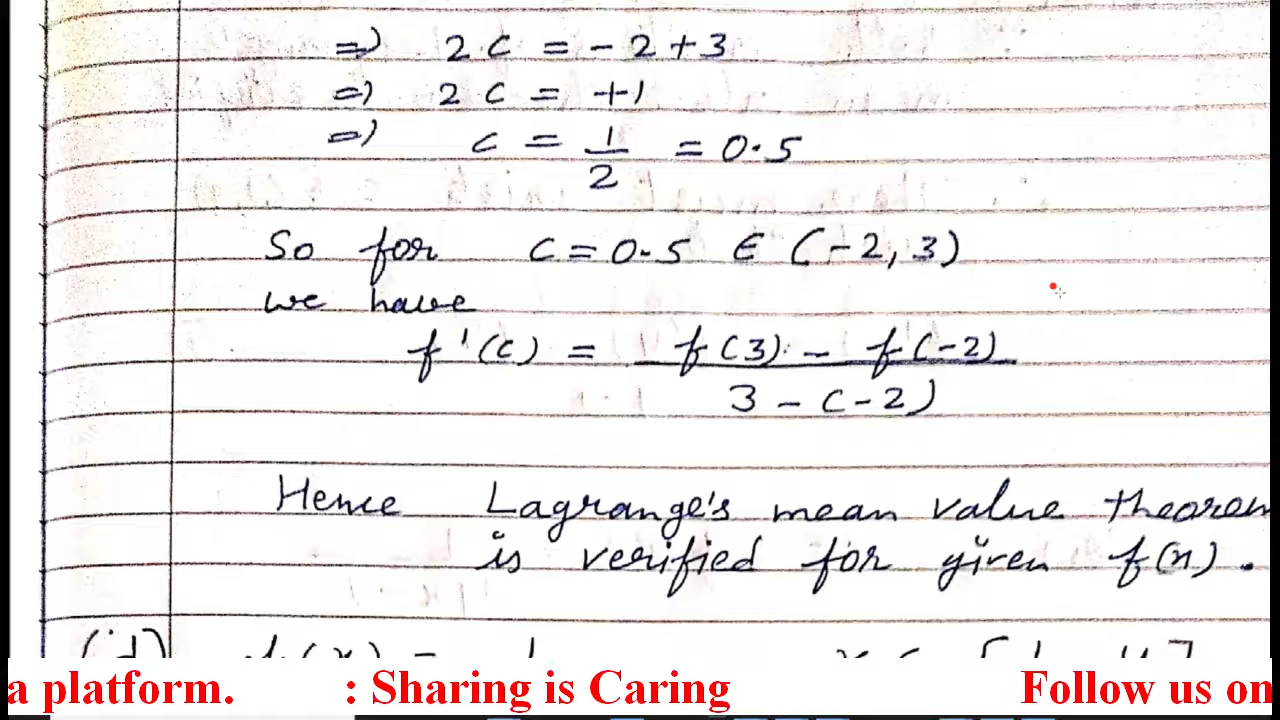 => 2c = -2+3
=> 2c = +1
=> c = 1/2 = 0.5
So for c = 0.5 ∈ (-2, 3)
we have
f'(c) = f(3) - f(-2) / 3 - (-2)
Hence Lagrange's mean value theorem
is verified for given f(x).
(d) f(x) =
a platform. : Sharing is Caring Follow us on